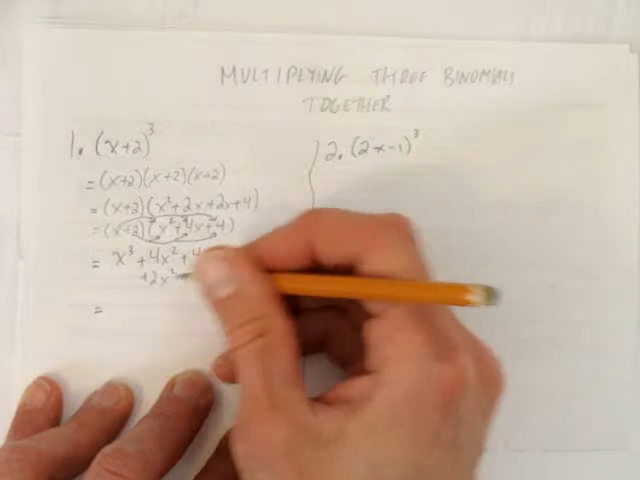 MULTIPLYING THREE BINOMIALS
TOGETHER
1. (x+2)³
= (x+2)(x+2)(x+2)
= (x+2)(x²+2x+2x+4)
= (x+2)(x²+4x+4)
= x³+4x²+4
+2x²
=
2. (2x-1)³